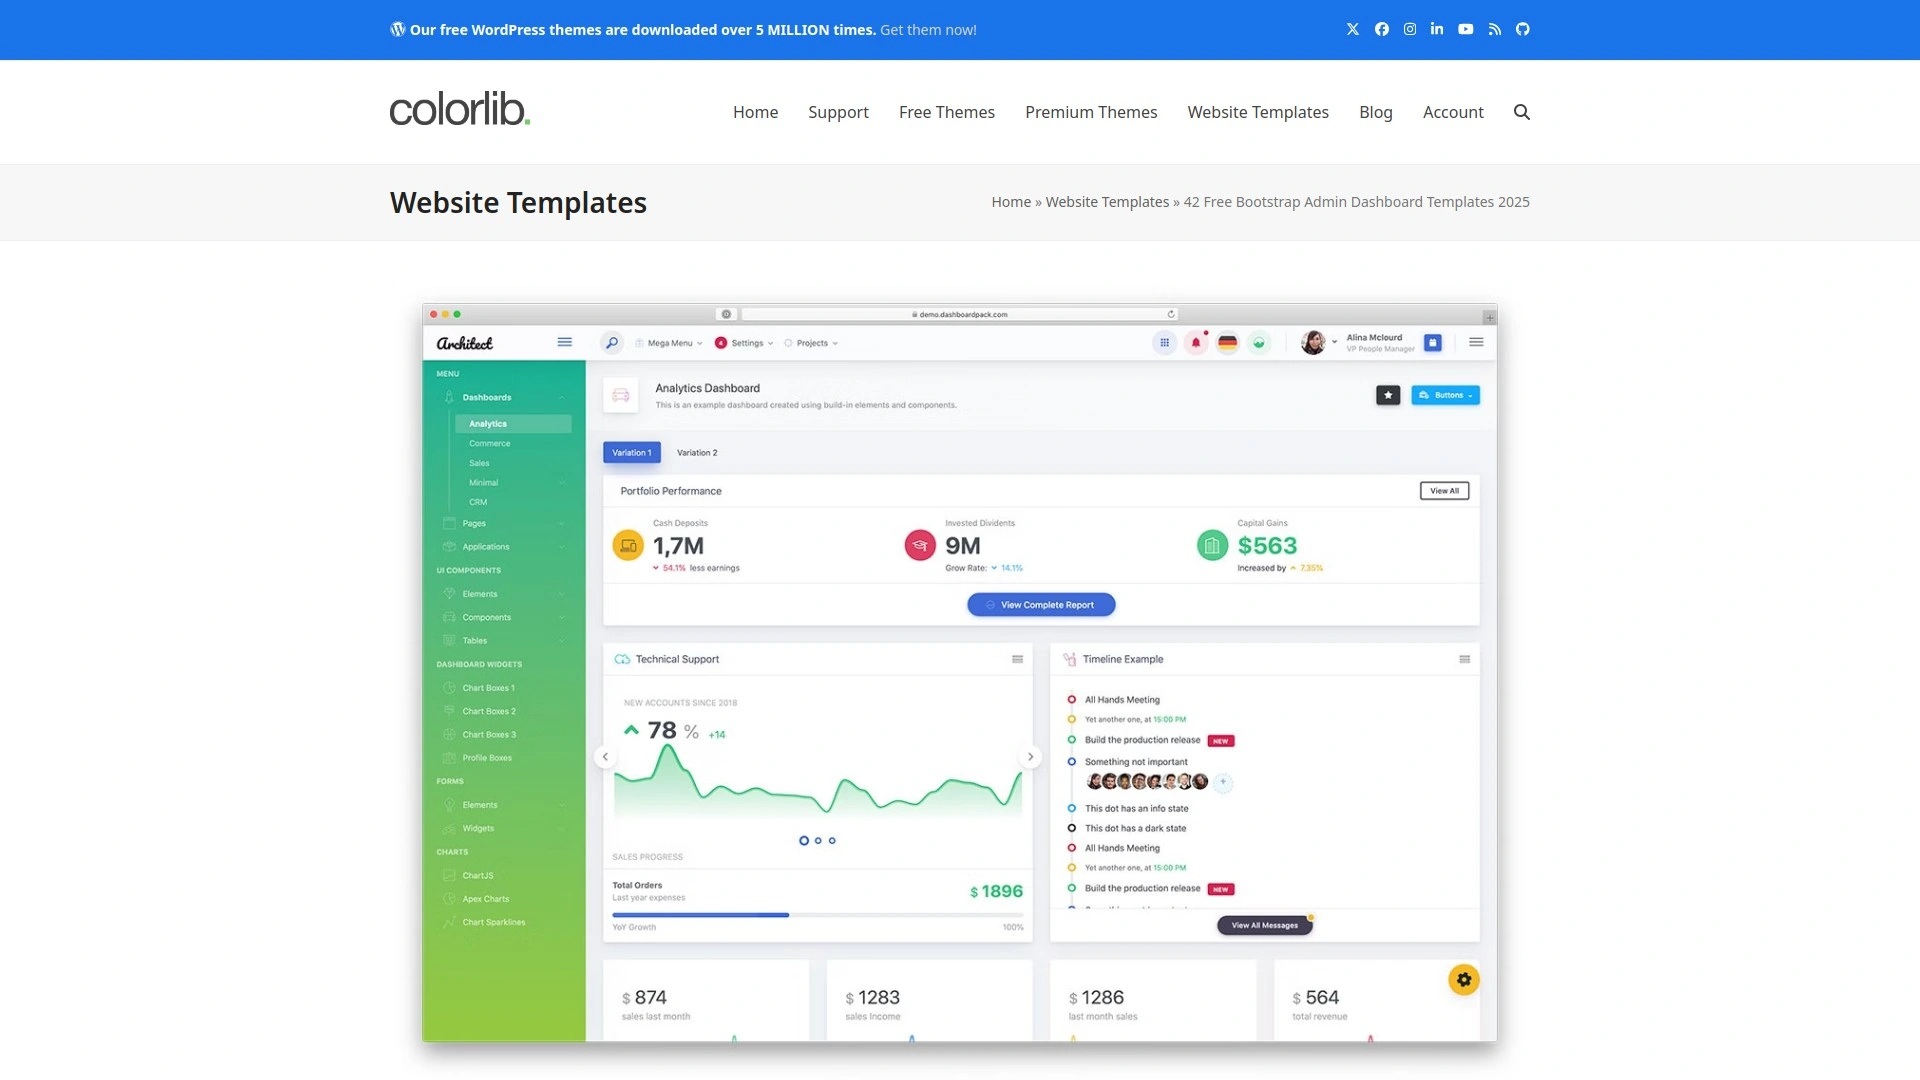 Our free WordPress themes are downloaded over 5 MILLION times. Get them now!
colorlib.
Home Support Free Themes Premium Themes Website Templates Blog Account
Website Templates
Home » Website Templates » 42 Free Bootstrap Admin Dashboard Templates 2025
demo.dashboardpack.com
Architect
Mega Menu
4 Settings
Projects
Alina Mclourd
VP People Manager
MENU
Dashboards
Analytics
Commerce
Sales
Minimal
CRM
Pages
Applications
UI COMPONENTS
Elements
Components
Tables
DASHBOARD WIDGETS
Chart Boxes 1
Chart Boxes 2
Chart Boxes 3
Profile Boxes
FORMS
Elements
Widgets
CHARTS
ChartJS
Apex Charts
Chart Sparklines
Analytics Dashboard
This is an example dashboard created using build-in elements and components.
Buttons
Variation 1 Variation 2
Portfolio Performance
View All
Cash Deposits
1,7M
54.1% less earnings
Invested Dividents
9M
Grow Rate: 14.1%
Capital Gains
$563
Increased by 7.35%
View Complete Report
Technical Support
NEW ACCOUNTS SINCE 2018
78 % +14
SALES PROGRESS
Total Orders
Last year expenses
$ 1896
YoY Growth
100%
Timeline Example
All Hands Meeting
Yet another one, at 15:00 PM
Build the production release NEW
Something not important
This dot has an info state
This dot has a dark state
All Hands Meeting
Yet another one, at 15:00 PM
Build the production release NEW
View All Messages
$ 874
sales last month
$ 1283
sales Income
$ 1286
last month sales
$ 564
total revenue